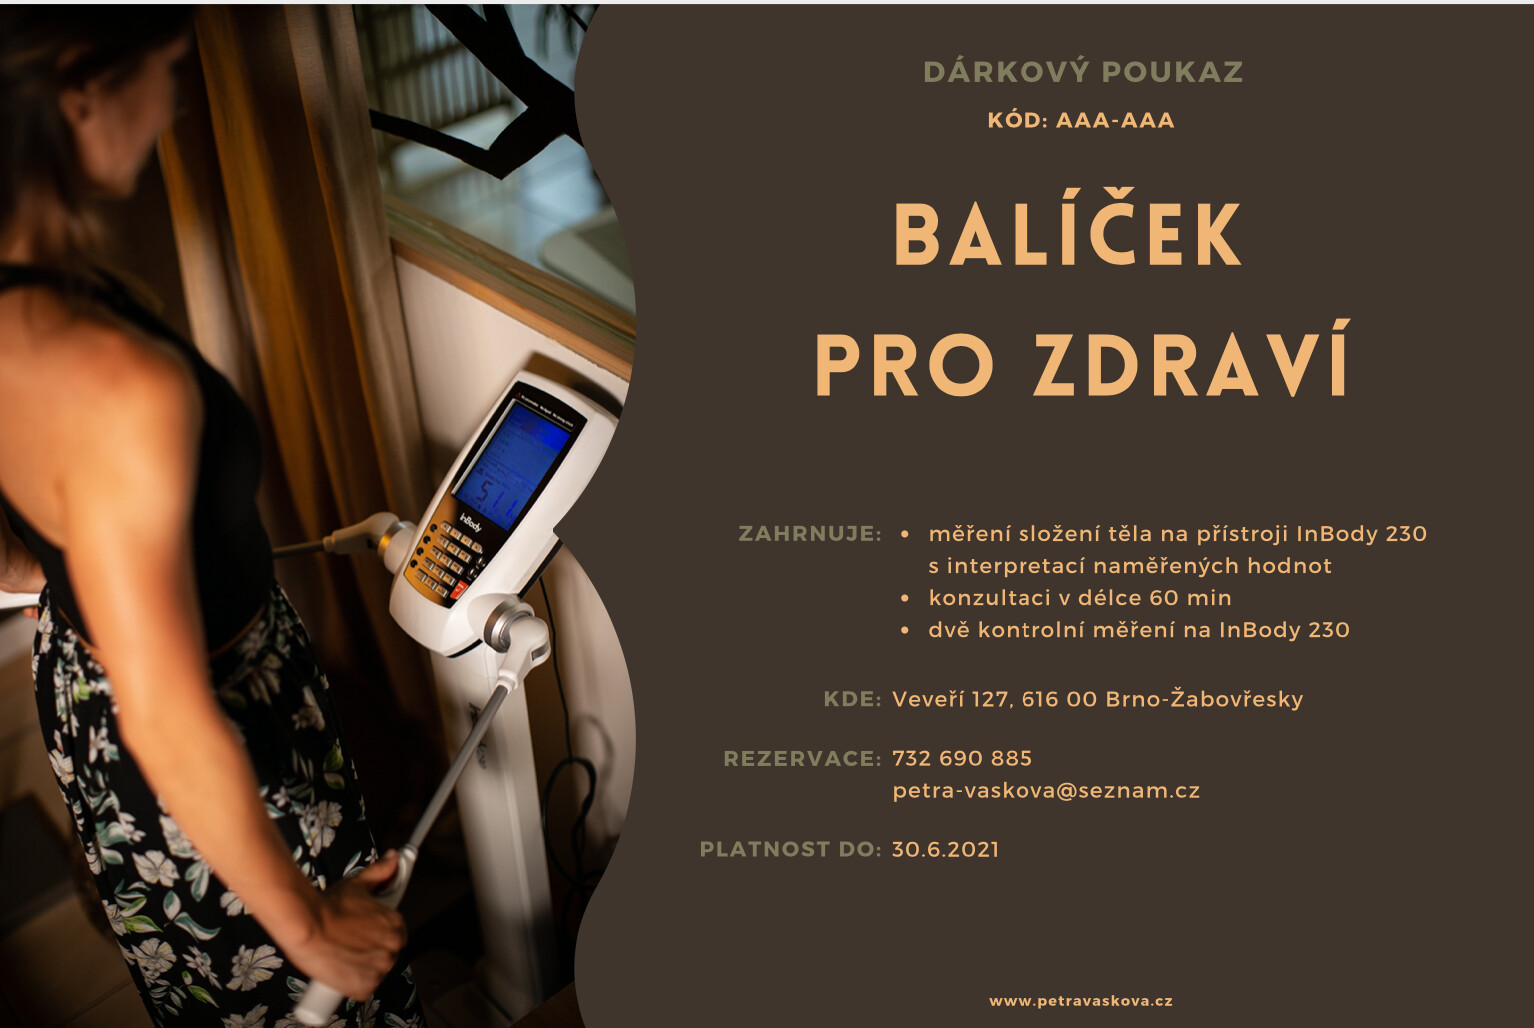 DÁRKOVÝ POUKAZ
KÓD: AAA-AAA
BALÍČEK
PRO ZDRAVÍ
ZAHRNUJE: • měření složení těla na přístroji InBody 230
s interpretací naměřených hodnot
• konzultaci v délce 60 min
• dvě kontrolní měření na InBody 230
KDE: Veveří 127, 616 00 Brno-Žabovřesky
REZERVACE: 732 690 885
petra-vaskova@seznam.cz
PLATNOST DO: 30.6.2021
www.petravaskova.cz
51.1
InBody